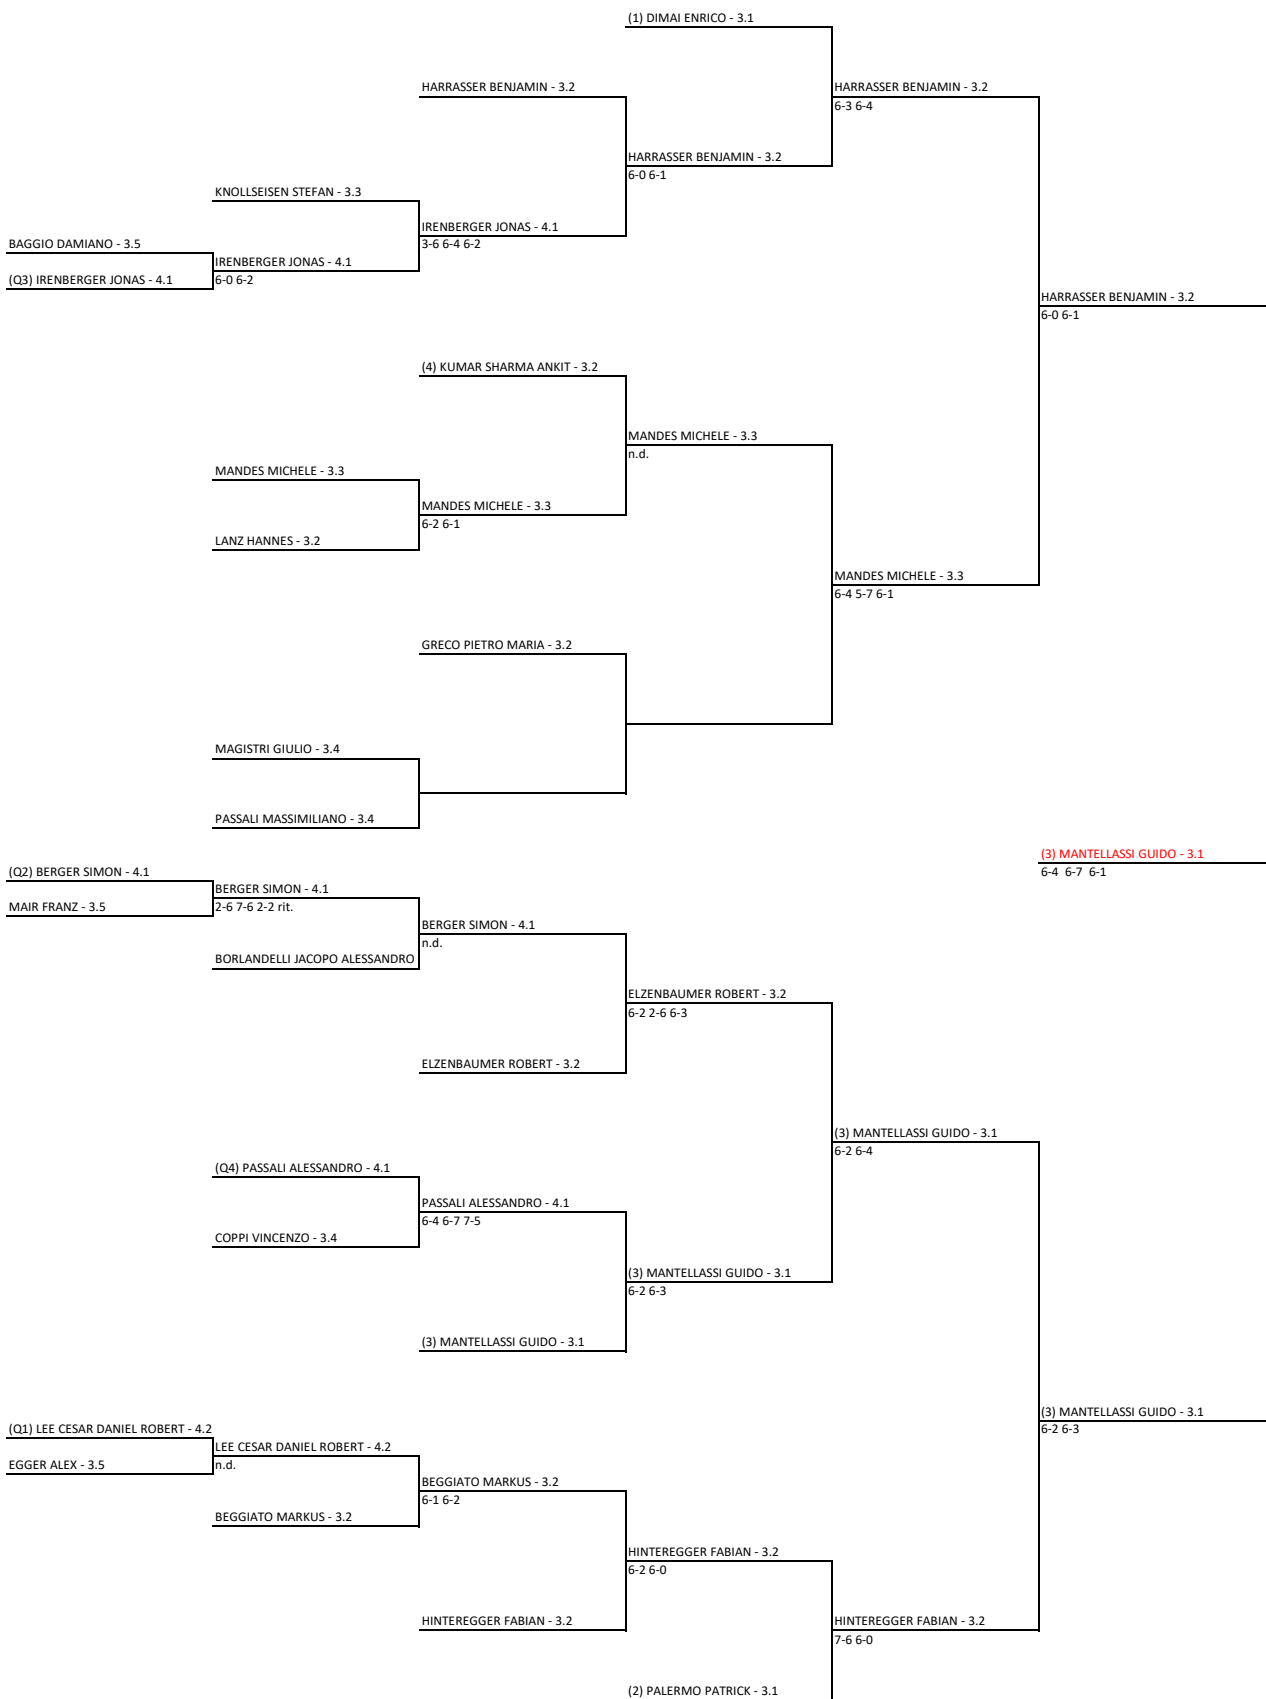 (1) DIMAI ENRICO - 3.1
HARRASSER BENJAMIN - 3.2
HARRASSER BENJAMIN - 3.2
6-3 6-4
HARRASSER BENJAMIN - 3.2
6-0 6-1
KNOLLSEISEN STEFAN - 3.3
IRENBERGER JONAS - 4.1
3-6 6-4 6-2
BAGGIO DAMIANO - 3.5
IRENBERGER JONAS - 4.1
6-0 6-2
(Q3) IRENBERGER JONAS - 4.1
HARRASSER BENJAMIN - 3.2
6-0 6-1
(4) KUMAR SHARMA ANKIT - 3.2
MANDES MICHELE - 3.3
n.d.
MANDES MICHELE - 3.3
MANDES MICHELE - 3.3
6-2 6-1
LANZ HANNES - 3.2
MANDES MICHELE - 3.3
6-4 5-7 6-1
GRECO PIETRO MARIA - 3.2
MAGISTRI GIULIO - 3.4
PASSALI MASSIMILIANO - 3.4
(3) MANTELLASSI GUIDO - 3.1
6-4 6-7 6-1
(Q2) BERGER SIMON - 4.1
BERGER SIMON - 4.1
2-6 7-6 2-2 rit.
MAIR FRANZ - 3.5
BERGER SIMON - 4.1
n.d.
BORLANDELLI JACOPO ALESSANDRO
ELZENBAUMER ROBERT - 3.2
6-2 2-6 6-3
ELZENBAUMER ROBERT - 3.2
(3) MANTELLASSI GUIDO - 3.1
6-2 6-4
(Q4) PASSALI ALESSANDRO - 4.1
PASSALI ALESSANDRO - 4.1
6-4 6-7 7-5
COPPI VINCENZO - 3.4
(3) MANTELLASSI GUIDO - 3.1
6-2 6-3
(3) MANTELLASSI GUIDO - 3.1
(3) MANTELLASSI GUIDO - 3.1
6-2 6-3
(Q1) LEE CESAR DANIEL ROBERT - 4.2
LEE CESAR DANIEL ROBERT - 4.2
n.d.
EGGER ALEX - 3.5
BEGGIATO MARKUS - 3.2
6-1 6-2
BEGGIATO MARKUS - 3.2
HINTEREGGER FABIAN - 3.2
6-2 6-0
HINTEREGGER FABIAN - 3.2
HINTEREGGER FABIAN - 3.2
7-6 6-0
(2) PALERMO PATRICK - 3.1